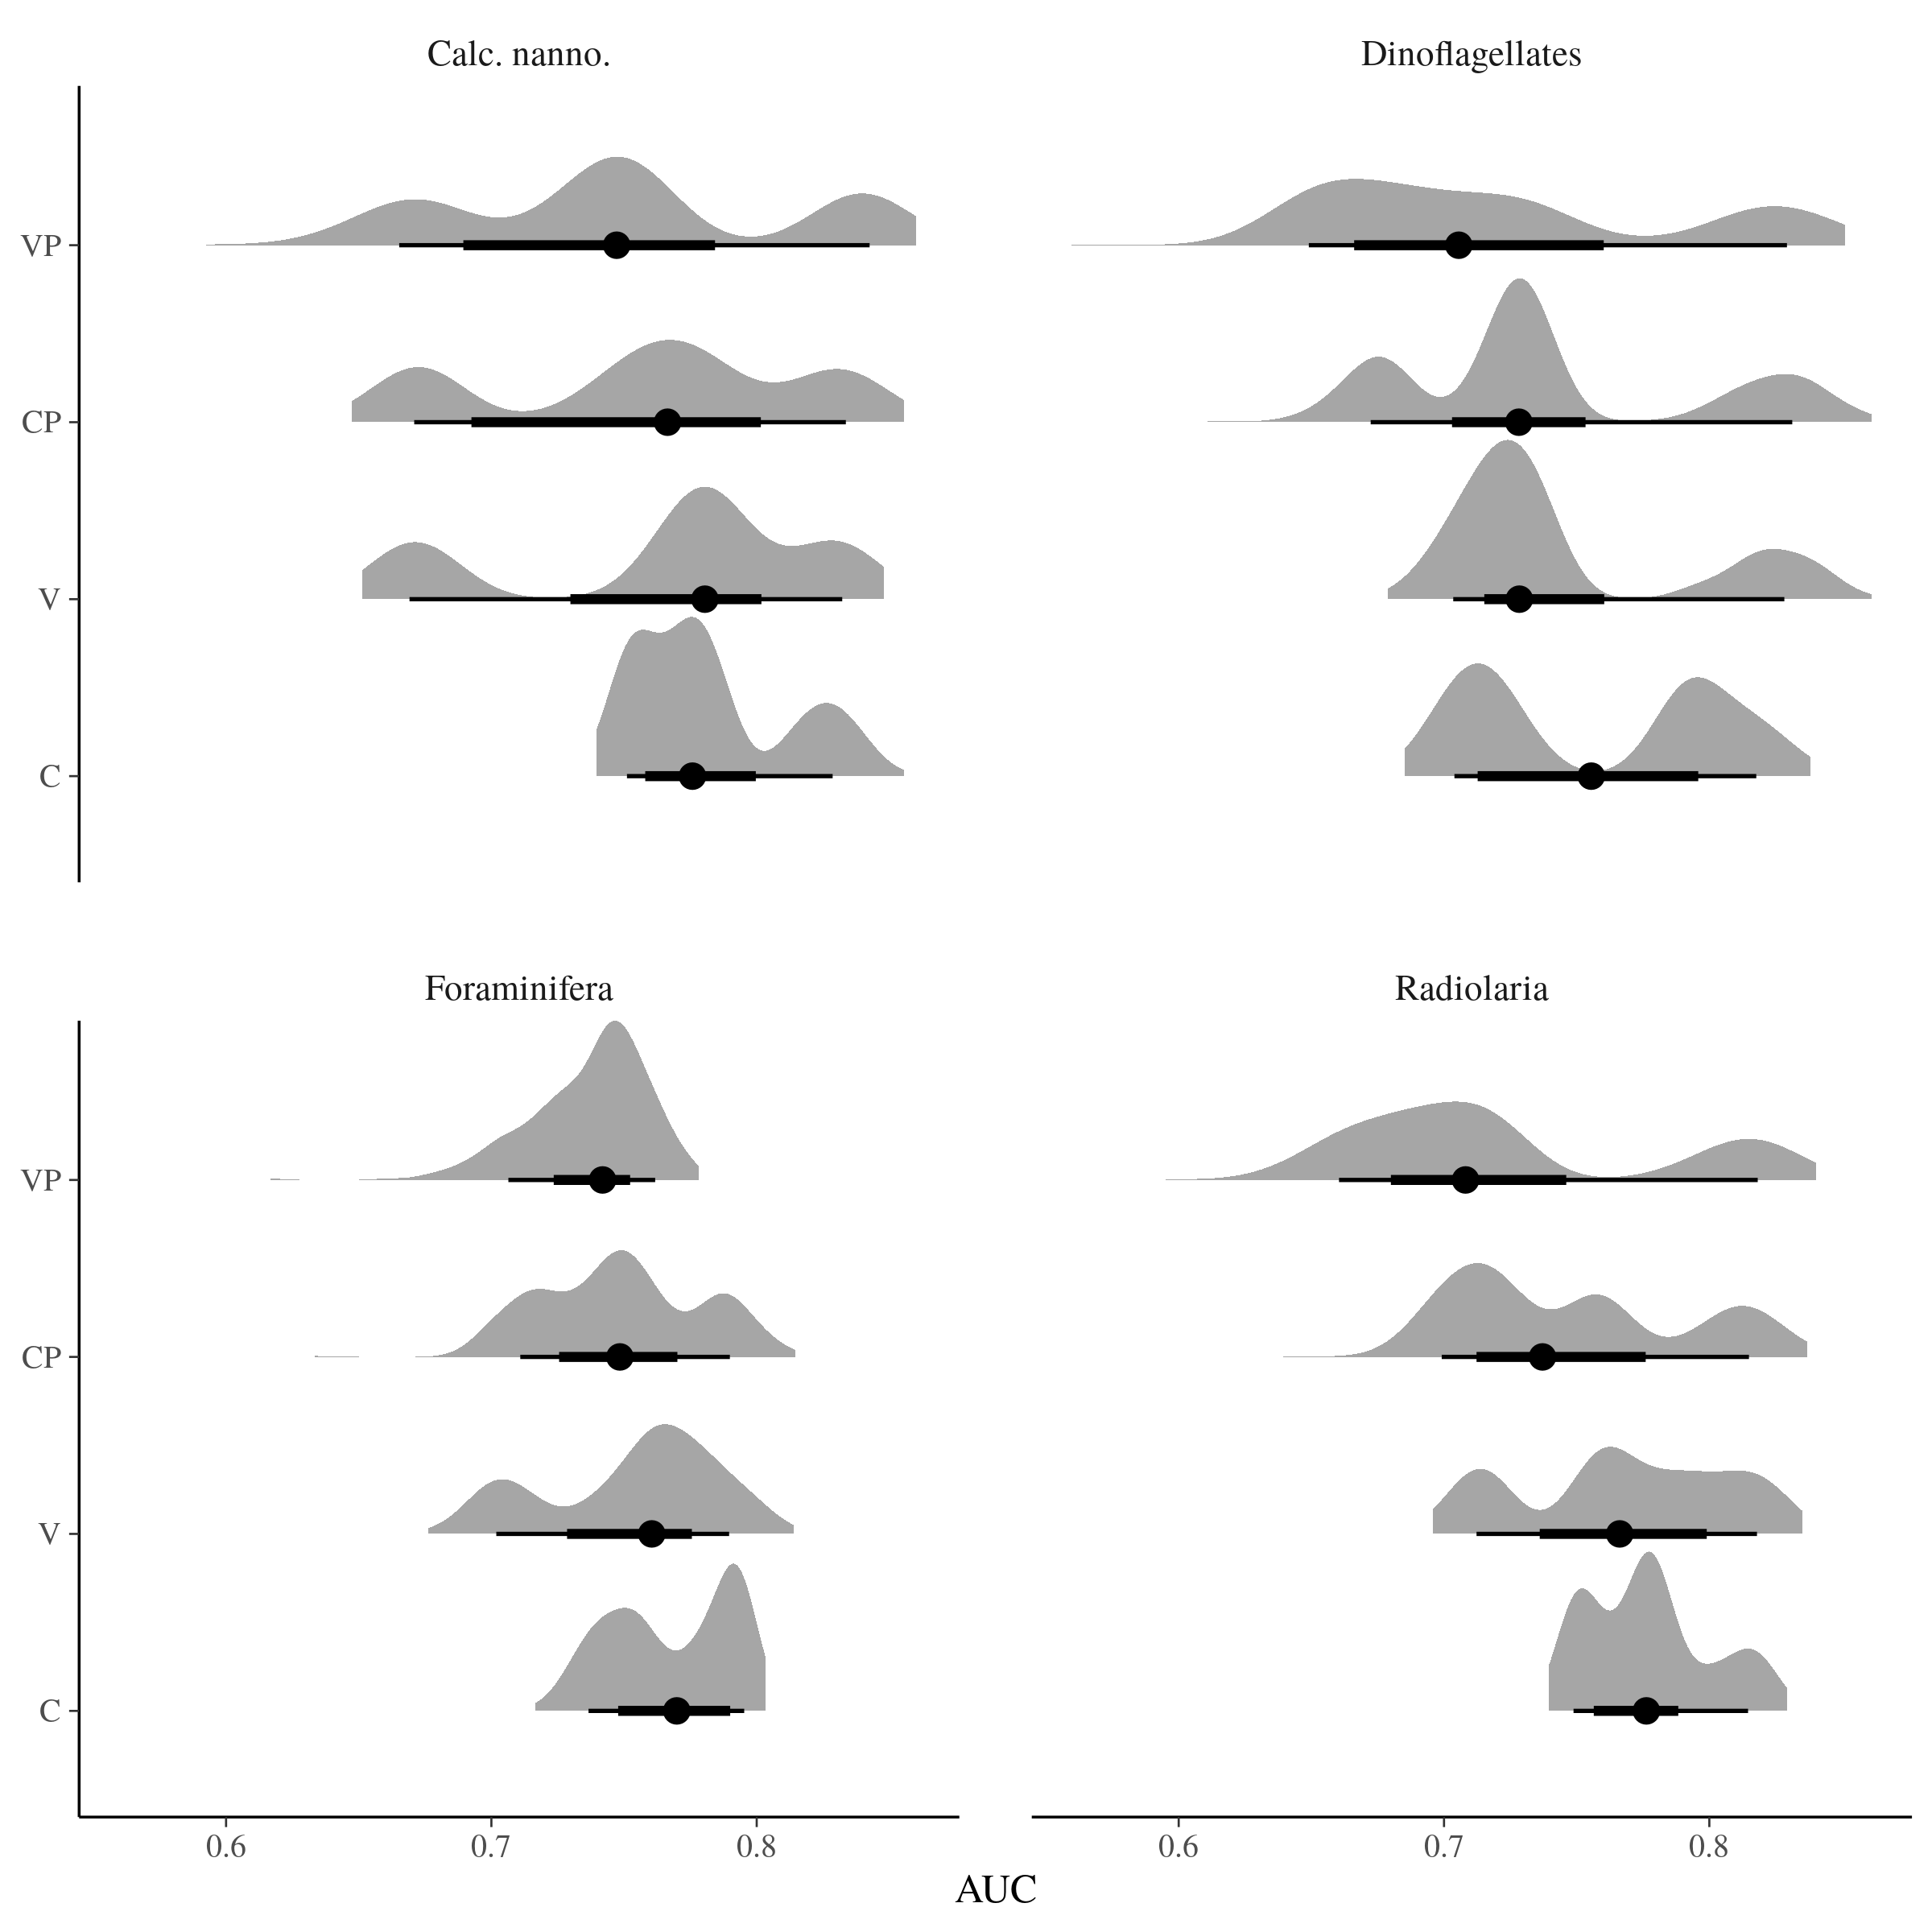 Calc. nanno. Dinoflagellates
VP
CP
V
C
Foraminifera Radiolaria
VP
CP
V
C
0.6 0.7 0.8 0.6 0.7 0.8
AUC